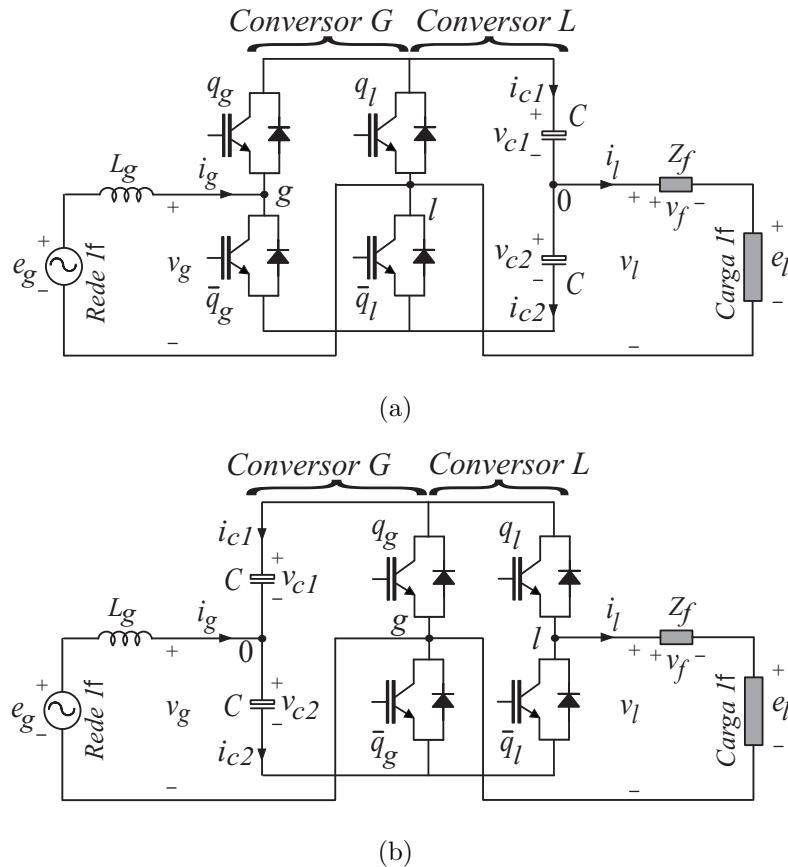 Conversor G Conversor L
q_g q_l i_c1 C
v_c1 + −
L_g i_g g l 0 i_l Z_f
+ + + v_f −
e_g + − Rede 1f v_g q̅_g q̅_l v_c2 + − C v_l Carga 1f + e_l −
i_c2
− −
(a)
Conversor G Conversor L
i_c1 q_g q_l
C + v_c1 −
L_g i_g 0 g l i_l Z_f
+ + + v_f −
e_g + − Rede 1f v_g C + v_c2 − q̅_g q̅_l v_l Carga 1f + e_l −
i_c2
− −
(b)